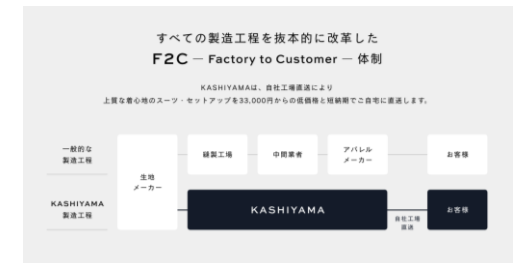 すべての製造工程を抜本的に改革した
F2C — Factory to Customer — 体制
KASHIYAMAは、自社工場直送により
上質な着心地のスーツ・セットアップを33,000円からの低価格と短納期でご自宅に直送します。
一般的な
製造工程
生地
メーカー
縫製工場
中間業者
アパレル
メーカー
お客様
KASHIYAMA
製造工程
KASHIYAMA
自社工場
直送
お客様